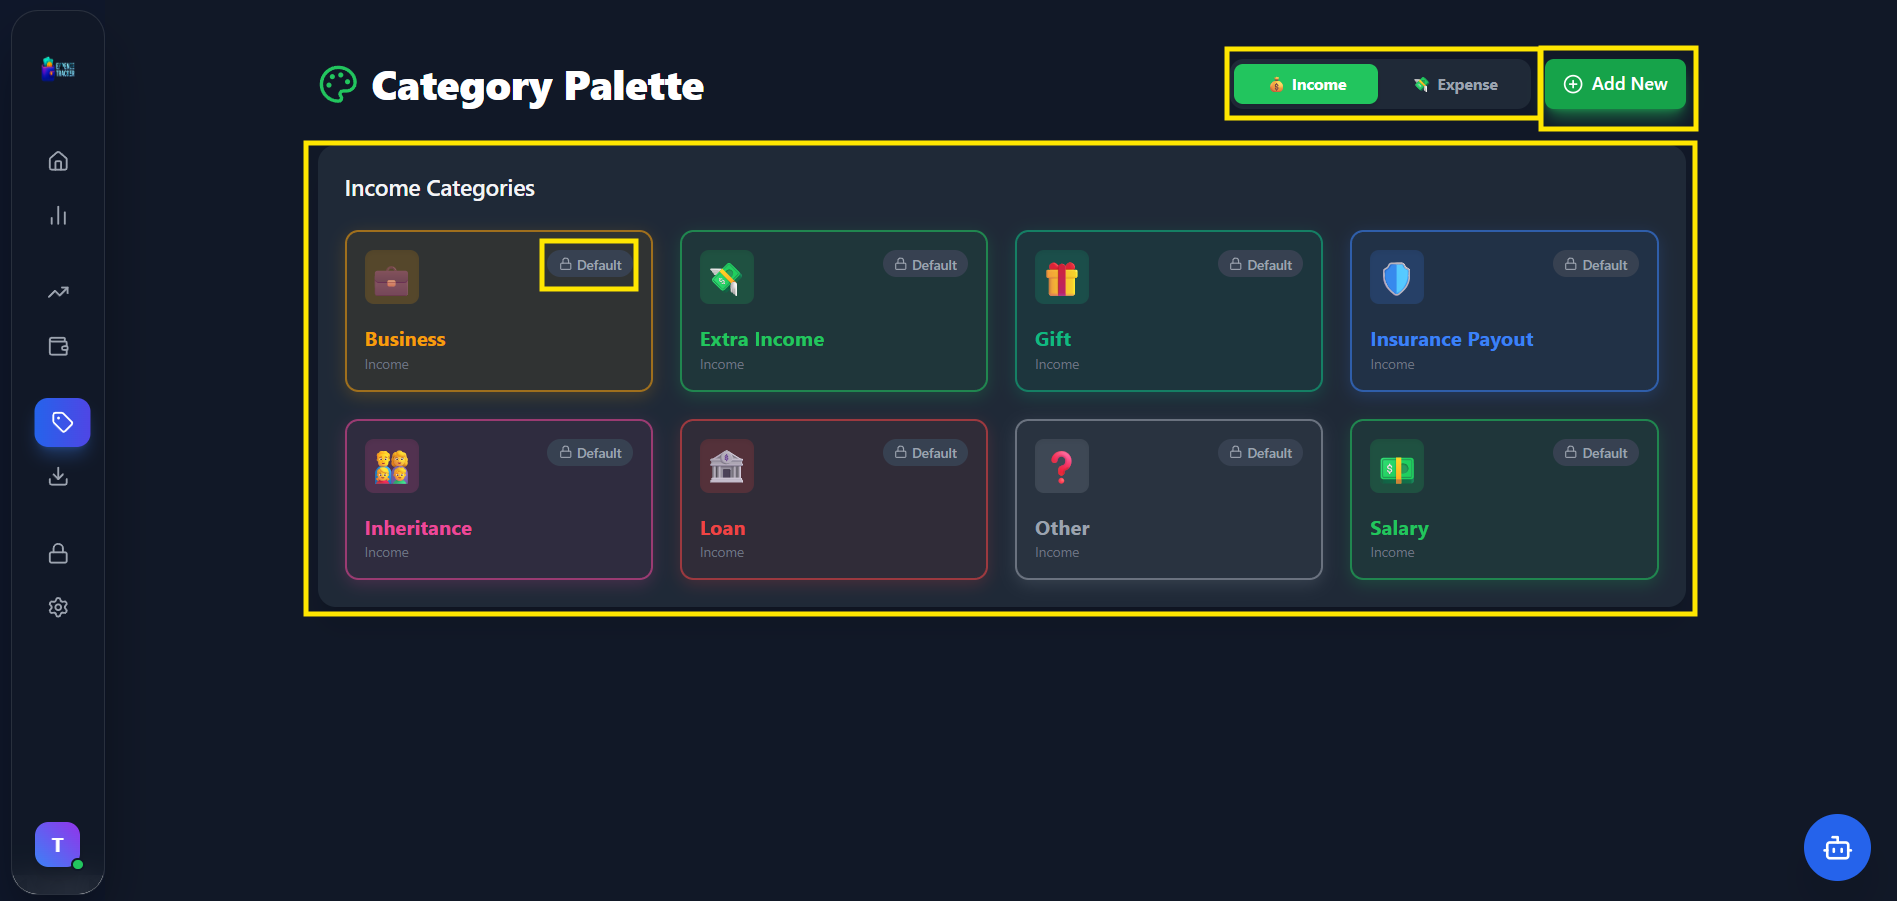 Category Palette
Income
Expense
Add New
Income Categories
Default
Business
Income
Default
Extra Income
Income
Default
Gift
Income
Default
Insurance Payout
Income
Default
Inheritance
Income
Default
Loan
Income
Default
Other
Income
Default
Salary
Income
T